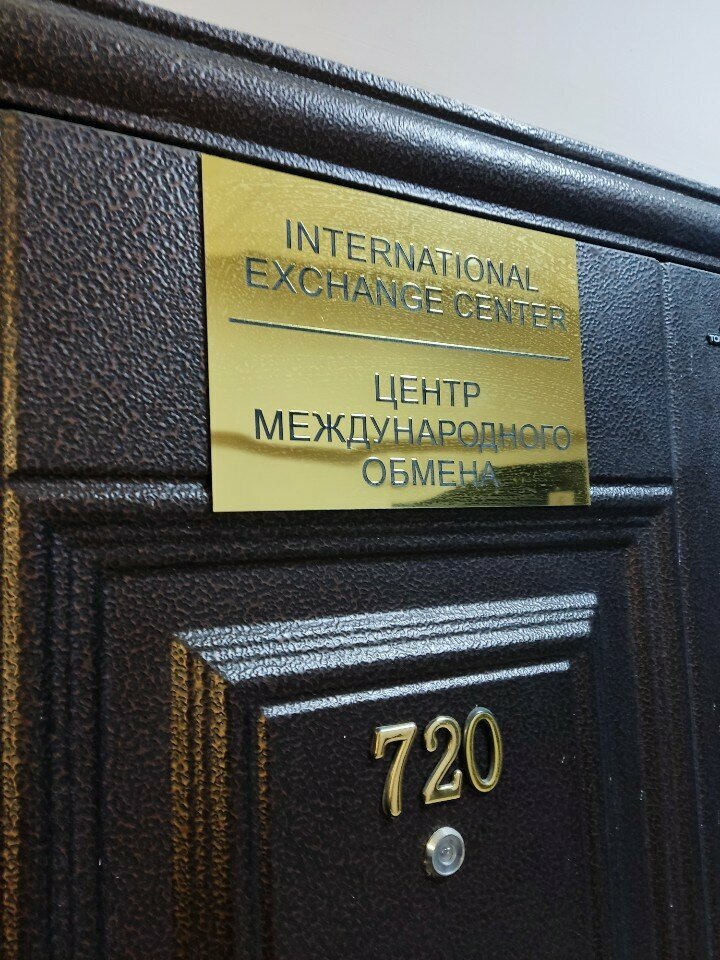 INTERNATIONAL
EXCHANGE CENTER
ЦЕНТР
МЕЖДУНАРОДНОГО
ОБМЕНА
720